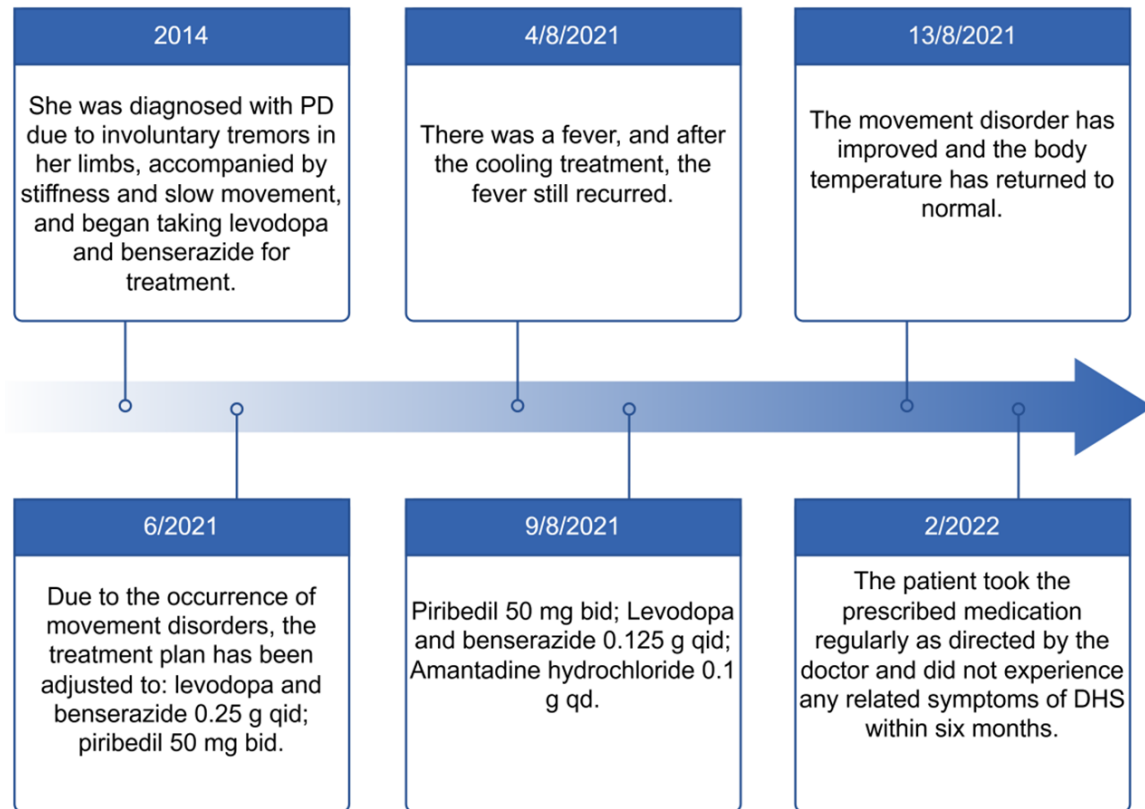 2014
She was diagnosed with PD
due to involuntary tremors in
her limbs, accompanied by
stiffness and slow movement,
and began taking levodopa
and benserazide for
treatment.
4/8/2021
There was a fever, and after
the cooling treatment, the
fever still recurred.
13/8/2021
The movement disorder has
improved and the body
temperature has returned to
normal.
6/2021
Due to the occurrence of
movement disorders, the
treatment plan has been
adjusted to: levodopa and
benserazide 0.25 g qid;
piribedil 50 mg bid.
9/8/2021
Piribedil 50 mg bid; Levodopa
and benserazide 0.125 g qid;
Amantadine hydrochloride 0.1
g qd.
2/2022
The patient took the
prescribed medication
regularly as directed by the
doctor and did not experience
any related symptoms of DHS
within six months.